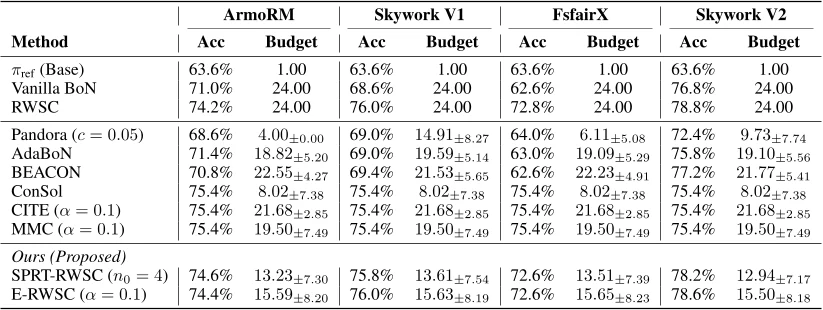 ArmoRM Skywork V1 FsfairX Skywork V2
Method Acc Budget Acc Budget Acc Budget Acc Budget
π_ref (Base) 63.6% 1.00 63.6% 1.00 63.6% 1.00 63.6% 1.00
Vanilla BoN 71.0% 24.00 68.6% 24.00 62.6% 24.00 76.8% 24.00
RWSC 74.2% 24.00 76.0% 24.00 72.8% 24.00 78.8% 24.00
Pandora (c = 0.05) 68.6% 4.00±0.00 69.0% 14.91±8.27 64.0% 6.11±5.08 72.4% 9.73±7.74
AdaBoN 71.4% 18.82±5.20 69.0% 19.59±5.14 63.0% 19.09±5.29 75.8% 19.10±5.56
BEACON 70.8% 22.55±4.27 69.4% 21.53±5.65 62.6% 22.23±4.91 77.2% 21.77±5.41
ConSol 75.4% 8.02±7.38 75.4% 8.02±7.38 75.4% 8.02±7.38 75.4% 8.02±7.38
CITE (α = 0.1) 75.4% 21.68±2.85 75.4% 21.68±2.85 75.4% 21.68±2.85 75.4% 21.68±2.85
MMC (α = 0.1) 75.4% 19.50±7.49 75.4% 19.50±7.49 75.4% 19.50±7.49 75.4% 19.50±7.49
Ours (Proposed)
SPRT-RWSC (n₀ = 4) 74.6% 13.23±7.30 75.8% 13.61±7.54 72.6% 13.51±7.39 78.2% 12.94±7.17
E-RWSC (α = 0.1) 74.4% 15.59±8.20 76.0% 15.63±8.19 72.6% 15.65±8.23 78.6% 15.50±8.18